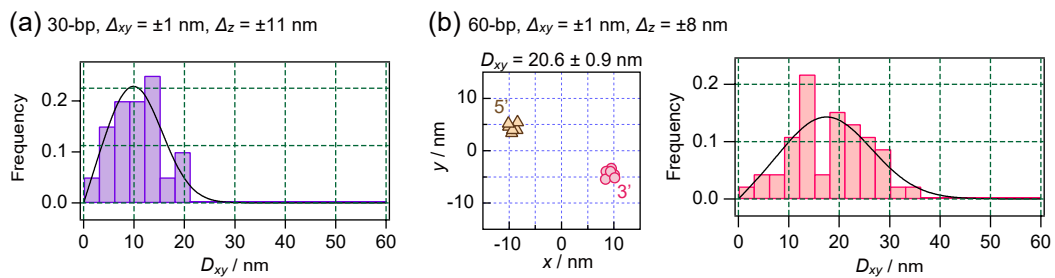 (a) 30-bp, Δxy = ±1 nm, Δz = ±11 nm
Frequency
0.2
0.1
0.0
0 10 20 30 40 50 60
Dxy / nm
(b) 60-bp, Δxy = ±1 nm, Δz = ±8 nm
Dxy = 20.6 ± 0.9 nm
y / nm
10
0
-10
5'
3'
-10 0 10
x / nm
Frequency
0.2
0.1
0.0
0 10 20 30 40 50 60
Dxy / nm